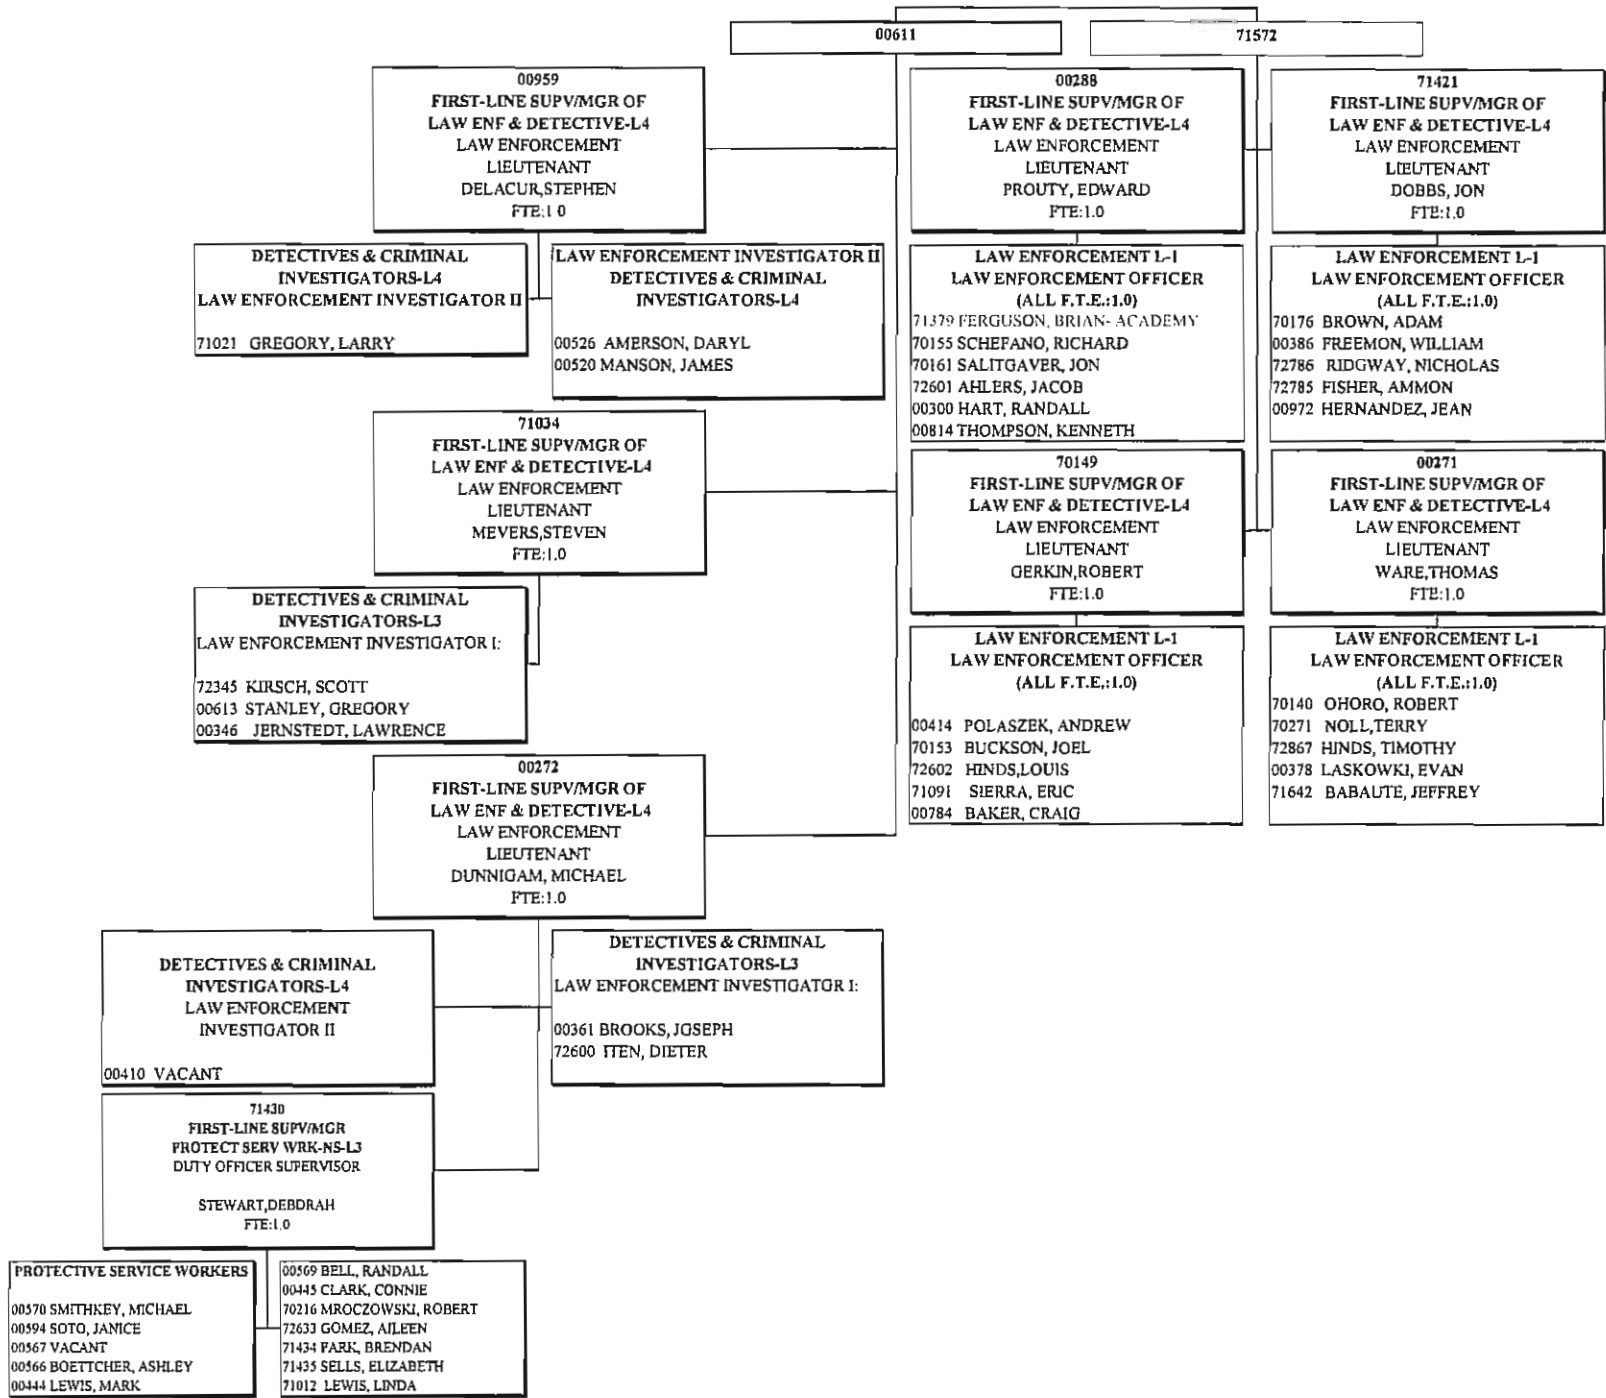 00611
71572
00959
FIRST-LINE SUPV/MGR OF
LAW ENF & DETECTIVE-L4
LAW ENFORCEMENT
LIEUTENANT
DELACUR,STEPHEN
FTE:1.0
DETECTIVES & CRIMINAL
INVESTIGATORS-L4
LAW ENFORCEMENT INVESTIGATOR II
71021 GREGORY, LARRY
LAW ENFORCEMENT INVESTIGATOR II
DETECTIVES & CRIMINAL
INVESTIGATORS-L4
00526 AMERSON, DARYL
00520 MANSON, JAMES
71034
FIRST-LINE SUPV/MGR OF
LAW ENF & DETECTIVE-L4
LAW ENFORCEMENT
LIEUTENANT
MEVERS,STEVEN
FTE:1.0
DETECTIVES & CRIMINAL
INVESTIGATORS-L3
LAW ENFORCEMENT INVESTIGATOR I:
72345 KIRSCH, SCOTT
00613 STANLEY, GREGORY
00346 JERNSTEDT, LAWRENCE
00272
FIRST-LINE SUPV/MGR OF
LAW ENF & DETECTIVE-L4
LAW ENFORCEMENT
LIEUTENANT
DUNNIGAM, MICHAEL
FTE:1.0
DETECTIVES & CRIMINAL
INVESTIGATORS-L4
LAW ENFORCEMENT
INVESTIGATOR II
00410 VACANT
DETECTIVES & CRIMINAL
INVESTIGATORS-L3
LAW ENFORCEMENT INVESTIGATOR I:
00361 BROOKS, JOSEPH
72600 ITEN, DIETER
71430
FIRST-LINE SUPV/MGR
PROTECT SERV WRK-NS-L3
DUTY OFFICER SUPERVISOR
STEWART,DEBORAH
FTE:1.0
PROTECTIVE SERVICE WORKERS
00570 SMITHKEY, MICHAEL
00594 SOTO, JANICE
00567 VACANT
00566 BOETTCHER, ASHLEY
00444 LEWIS, MARK
00569 BELL, RANDALL
00445 CLARK, CONNIE
70216 MROCZOWSKI, ROBERT
72633 GOMEZ, AILEEN
71434 PARK, BRENDAN
71435 SELLS, ELIZABETH
71012 LEWIS, LINDA
00288
FIRST-LINE SUPV/MGR OF
LAW ENF & DETECTIVE-L4
LAW ENFORCEMENT
LIEUTENANT
PROUTY, EDWARD
FTE:1.0
LAW ENFORCEMENT L-1
LAW ENFORCEMENT OFFICER
(ALL F.T.E.:1.0)
71379 FERGUSON, BRIAN- ACADEMY
70155 SCHEFANO, RICHARD
70161 SALITGAVER, JON
72601 AHLERS, JACOB
00300 HART, RANDALL
00814 THOMPSON, KENNETH
71421
FIRST-LINE SUPV/MGR OF
LAW ENF & DETECTIVE-L4
LAW ENFORCEMENT
LIEUTENANT
DOBBS, JON
FTE:1.0
LAW ENFORCEMENT L-1
LAW ENFORCEMENT OFFICER
(ALL F.T.E.:1.0)
70176 BROWN, ADAM
00386 FREEMON, WILLIAM
72786 RIDGWAY, NICHOLAS
72785 FISHER, AMMON
00972 HERNANDEZ, JEAN
70149
FIRST-LINE SUPV/MGR OF
LAW ENF & DETECTIVE-L4
LAW ENFORCEMENT
LIEUTENANT
GERKIN,ROBERT
FTE:1.0
LAW ENFORCEMENT L-1
LAW ENFORCEMENT OFFICER
(ALL F.T.E.:1.0)
00414 POLASZEK, ANDREW
70153 BUCKSON, JOEL
72602 HINDS,LOUIS
71091 SIERRA, ERIC
00784 BAKER, CRAIG
00271
FIRST-LINE SUPV/MGR OF
LAW ENF & DETECTIVE-L4
LAW ENFORCEMENT
LIEUTENANT
WARE,THOMAS
FTE:1.0
LAW ENFORCEMENT L-1
LAW ENFORCEMENT OFFICER
(ALL F.T.E.:1.0)
70140 OHORO, ROBERT
70271 NOLL,TERRY
72867 HINDS, TIMOTHY
00378 LASKOWKI, EVAN
71642 BABAUTE, JEFFREY